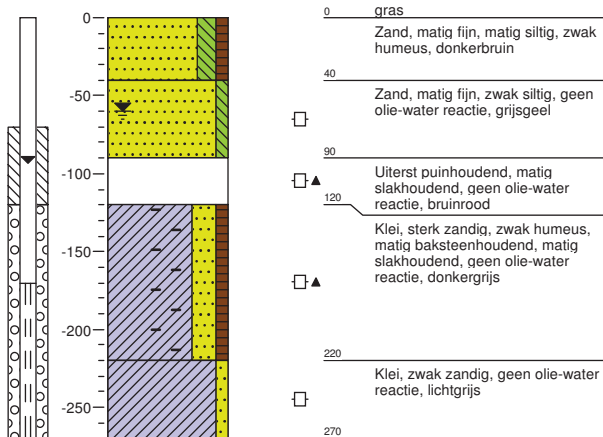 0
-50
-100
-150
-200
-250
0
gras
Zand, matig fijn, matig siltig, zwak
humeus, donkerbruin
40
Zand, matig fijn, zwak siltig, geen
olie-water reactie, grijsgeel
90
Uiterst puinhoudend, matig
slakhoudend, geen olie-water
reactie, bruinrood
120
Klei, sterk zandig, zwak humeus,
matig baksteenhoudend, matig
slakhoudend, geen olie-water
reactie, donkergrijs
220
Klei, zwak zandig, geen olie-water
reactie, lichtgrijs
270